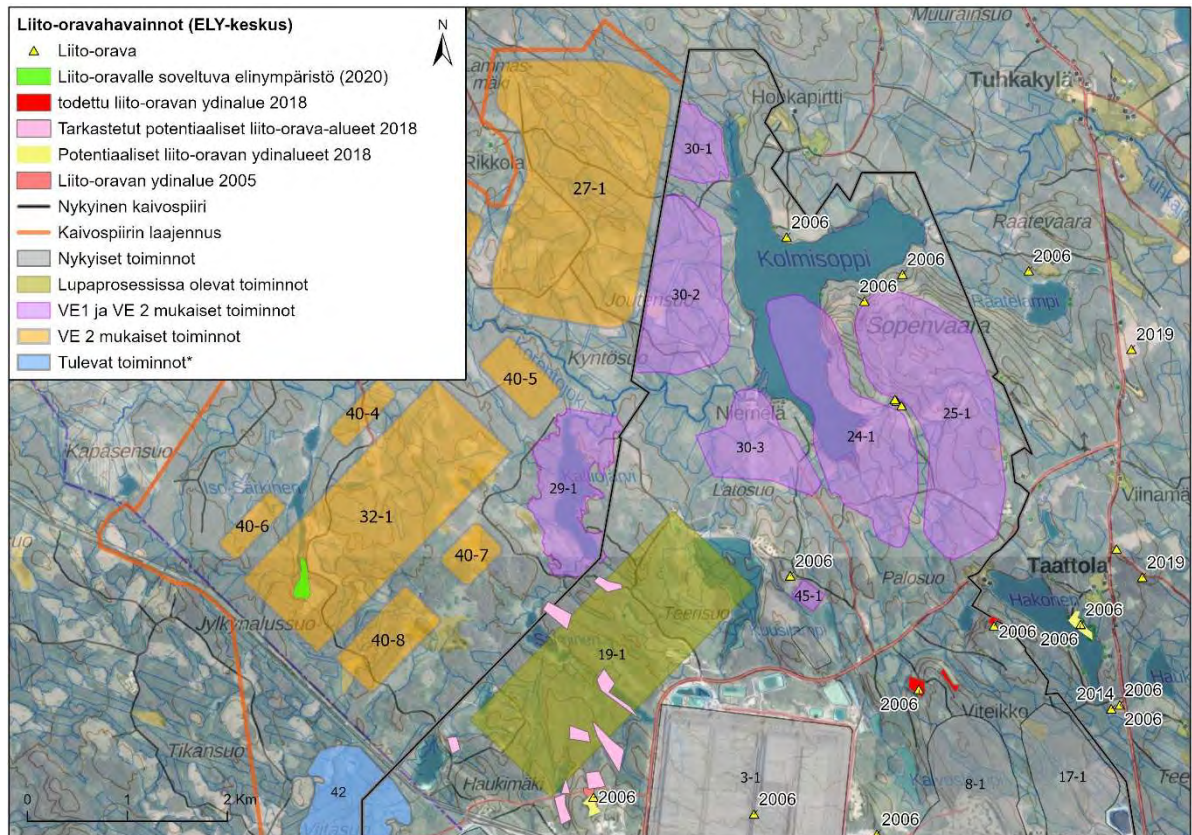 Liito-oravahavainnot (ELY-keskus)
N
Liito-orava
Liito-oravalle soveltuva elinympäristö (2020)
todettu liito-oravan ydinalue 2018
Tarkastetut potentiaaliset liito-orava-alueet 2018
Potentiaaliset liito-oravan ydinalueet 2018
Liito-oravan ydinalue 2005
Nykyinen kaivospiiri
Kaivospiirin laajennus
Nykyiset toiminnot
Lupaprosessissa olevat toiminnot
VE1 ja VE 2 mukaiset toiminnot
VE 2 mukaiset toiminnot
Tulevat toiminnot*
Muurainsuo
Tuhkakylä
Honkapirtti
Rikkola
30-1
27-1
2006
Kolmisoppi
Raatevaara
2006
2006
2006
Raatelampi
Joutensuo
30-2
Sopenvaara
2019
Kyntösuo
40-5
40-4
Niemelä
25-1
24-1
30-3
Kapasensuo
Iso-Särkinen
32-1
29-1
Latosuo
40-6
40-7
Taattola
2006
2019
Palosuo
45-1
Hakonen
Jylkynalussuo
40-8
Teerisuo
Kuusilampi
2006
2006
2006
19-1
2006
Viteikko
2014
2006
2006
Tikansuo
Haukimäki
3-1
8-1
17-1
42
2006
2006
2006
0
2 Km